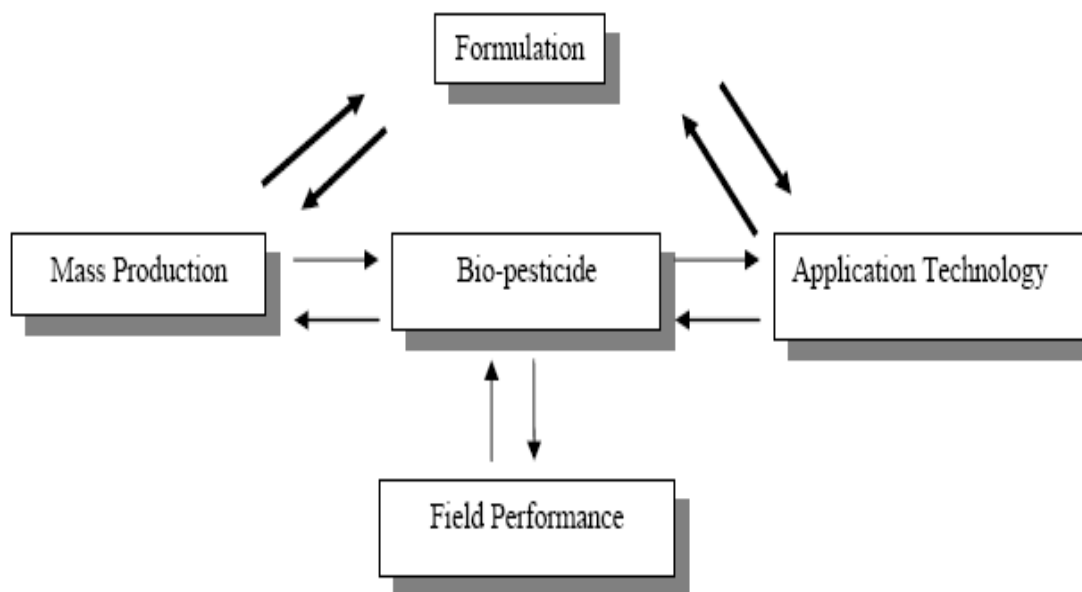 Formulation
Mass Production
Bio-pesticide
Application Technology
Field Performance